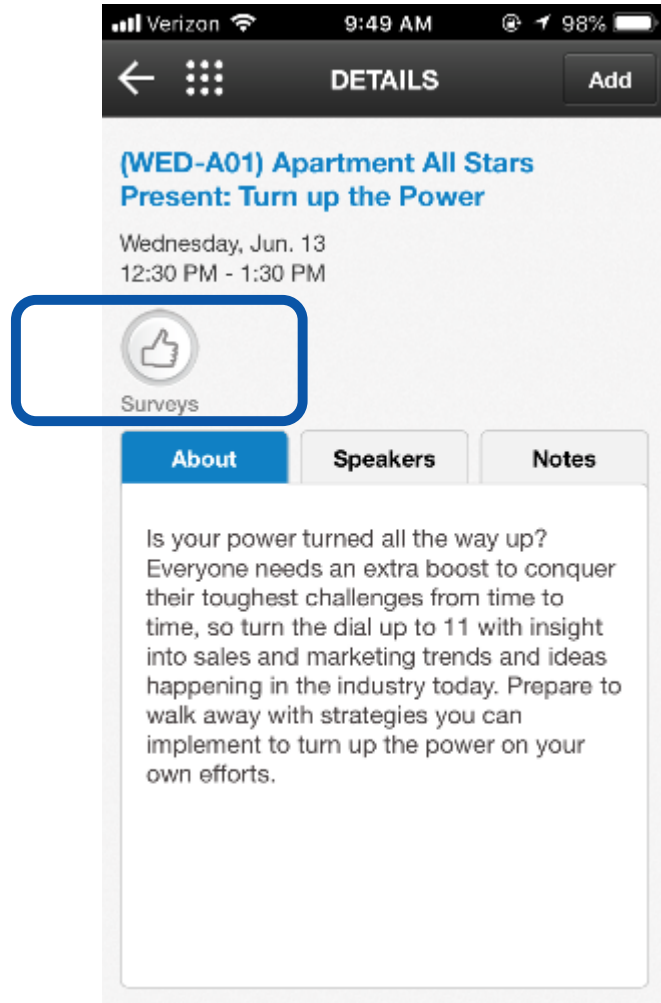 Verizon 9:49 AM 98%
DETAILS Add
(WED-A01) Apartment All Stars
Present: Turn up the Power
Wednesday, Jun. 13
12:30 PM - 1:30 PM
Surveys
About Speakers Notes
Is your power turned all the way up?
Everyone needs an extra boost to conquer
their toughest challenges from time to
time, so turn the dial up to 11 with insight
into sales and marketing trends and ideas
happening in the industry today. Prepare to
walk away with strategies you can
implement to turn up the power on your
own efforts.